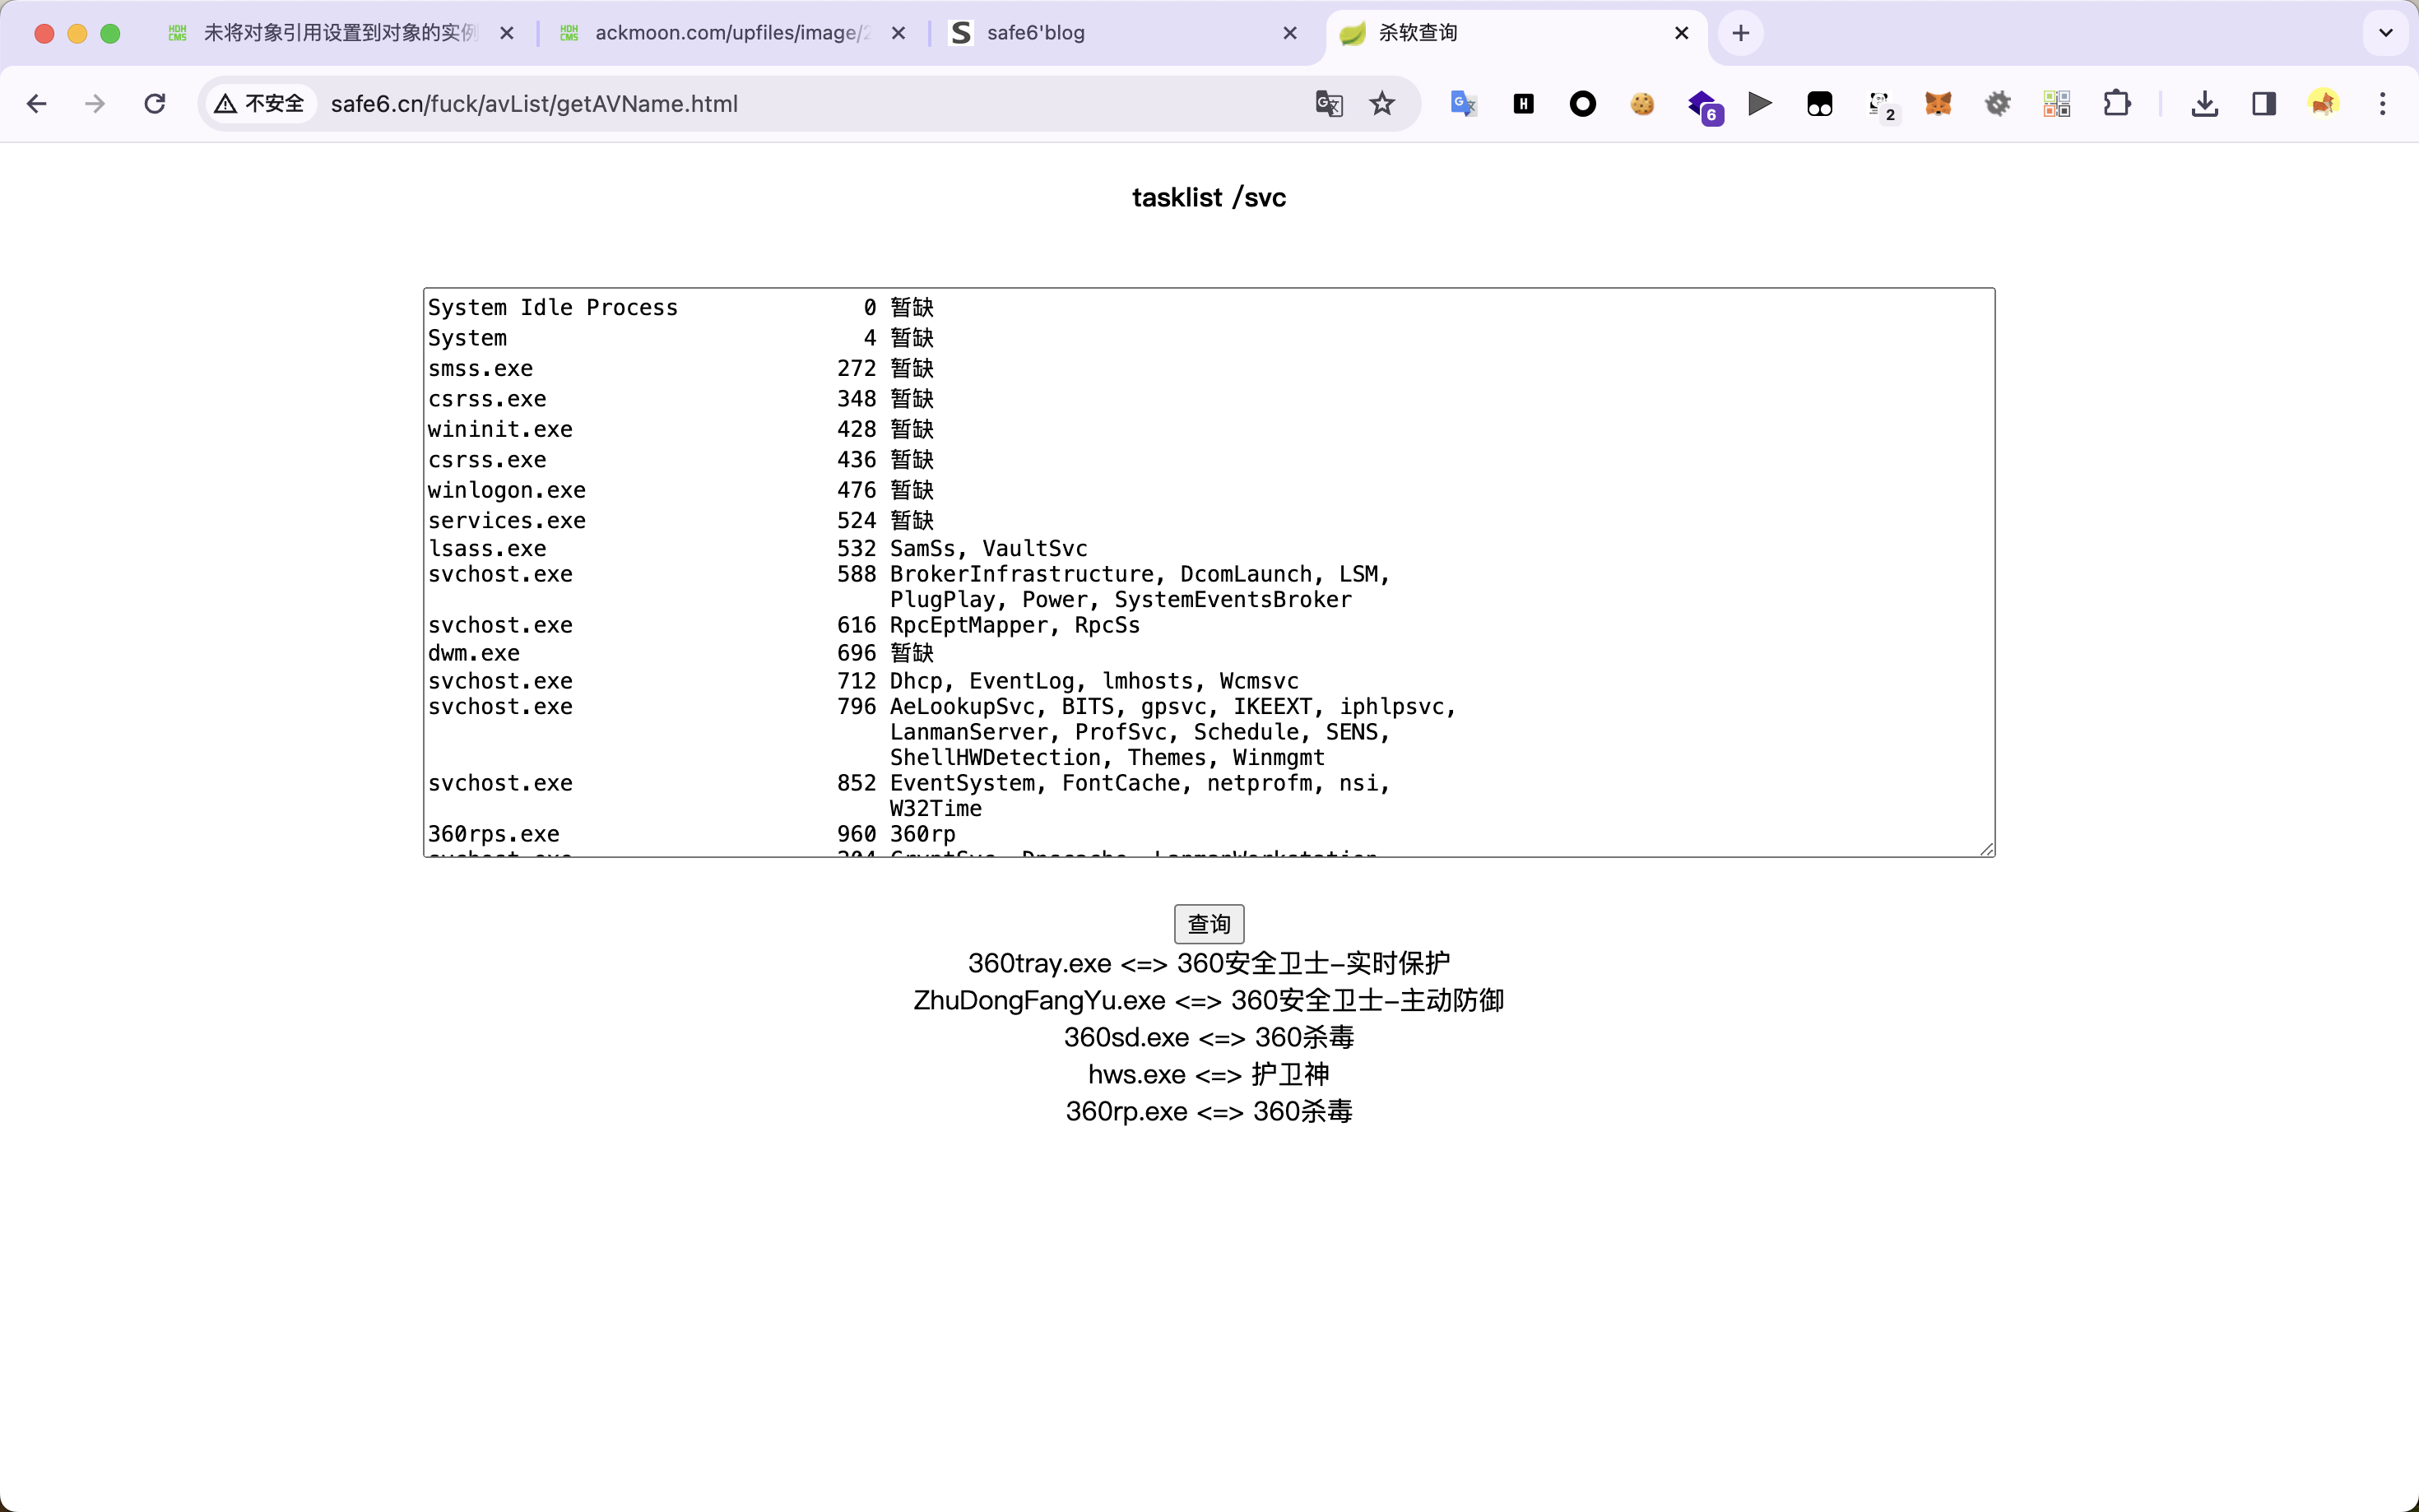 未将对象引用设置到对象的实例
ackmoon.com/upfiles/image/2
safe6'blog
杀软查询
不安全
safe6.cn/fuck/avList/getAVName.html
6
2
tasklist /svc
System Idle Process 0 暂缺
System 4 暂缺
smss.exe 272 暂缺
csrss.exe 348 暂缺
wininit.exe 428 暂缺
csrss.exe 436 暂缺
winlogon.exe 476 暂缺
services.exe 524 暂缺
lsass.exe 532 SamSs, VaultSvc
svchost.exe 588 BrokerInfrastructure, DcomLaunch, LSM,
PlugPlay, Power, SystemEventsBroker
svchost.exe 616 RpcEptMapper, RpcSs
dwm.exe 696 暂缺
svchost.exe 712 Dhcp, EventLog, lmhosts, Wcmsvc
svchost.exe 796 AeLookupSvc, BITS, gpsvc, IKEEXT, iphlpsvc,
LanmanServer, ProfSvc, Schedule, SENS,
ShellHWDetection, Themes, Winmgmt
svchost.exe 852 EventSystem, FontCache, netprofm, nsi,
W32Time
360rps.exe 960 360rp
查询
360tray.exe <=> 360安全卫士-实时保护
ZhuDongFangYu.exe <=> 360安全卫士-主动防御
360sd.exe <=> 360杀毒
hws.exe <=> 护卫神
360rp.exe <=> 360杀毒